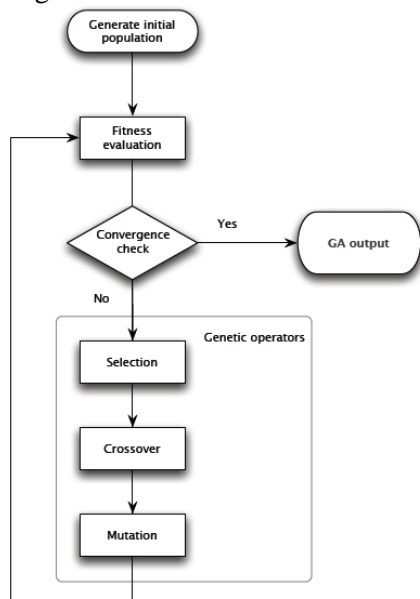 Generate initial
population
Fitness
evaluation
Convergence
check
Yes
GA output
No
Genetic operators
Selection
Crossover
Mutation